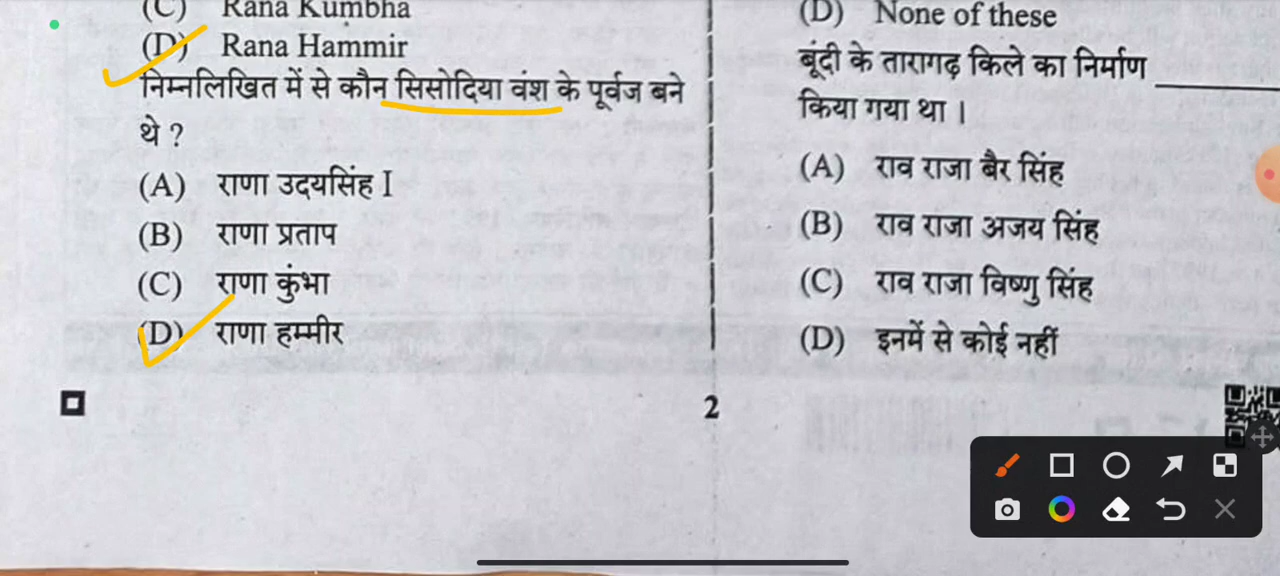 (C) Rana Kumbha
(D) Rana Hammir
निम्नलिखित में से कौन सिसोदिया वंश के पूर्वज बने
थे ?
(A) राणा उदयसिंह I
(B) राणा प्रताप
(C) राणा कुंभा
(D) राणा हम्मीर
(D) None of these
बूंदी के तारागढ़ किले का निर्माण ________
किया गया था ।
(A) राव राजा बैर सिंह
(B) राव राजा अजय सिंह
(C) राव राजा विष्णु सिंह
(D) इनमें से कोई नहीं
2